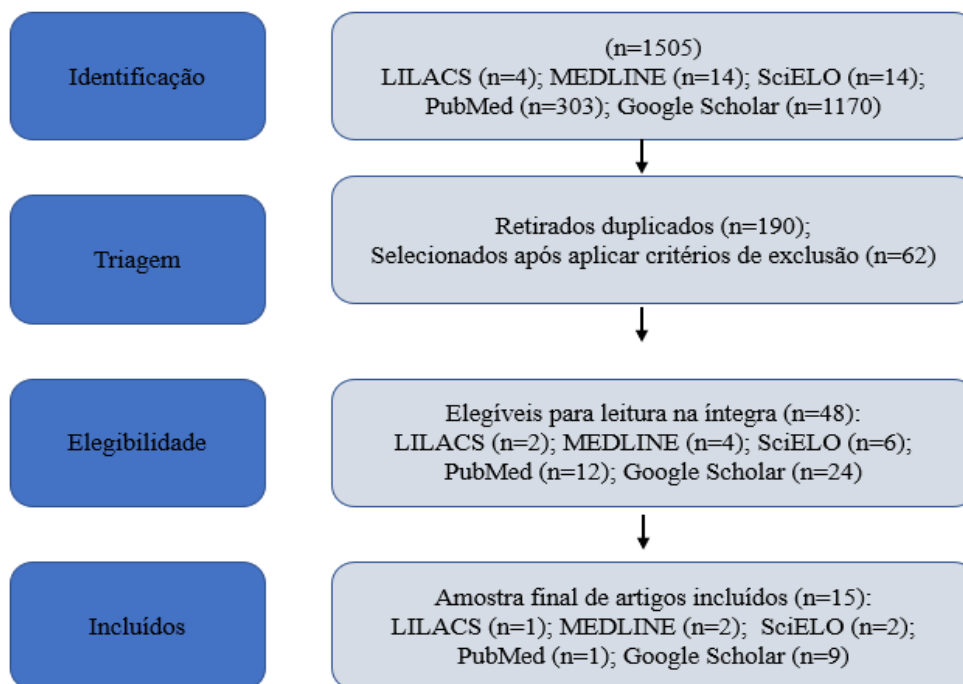 Identificação
(n=1505)
LILACS (n=4); MEDLINE (n=14); SciELO (n=14);
PubMed (n=303); Google Scholar (n=1170)
Triagem
Retirados duplicados (n=190);
Selecionados após aplicar critérios de exclusão (n=62)
Elegibilidade
Elegíveis para leitura na íntegra (n=48):
LILACS (n=2); MEDLINE (n=4); SciELO (n=6);
PubMed (n=12); Google Scholar (n=24)
Incluídos
Amostra final de artigos incluídos (n=15):
LILACS (n=1); MEDLINE (n=2); SciELO (n=2);
PubMed (n=1); Google Scholar (n=9)